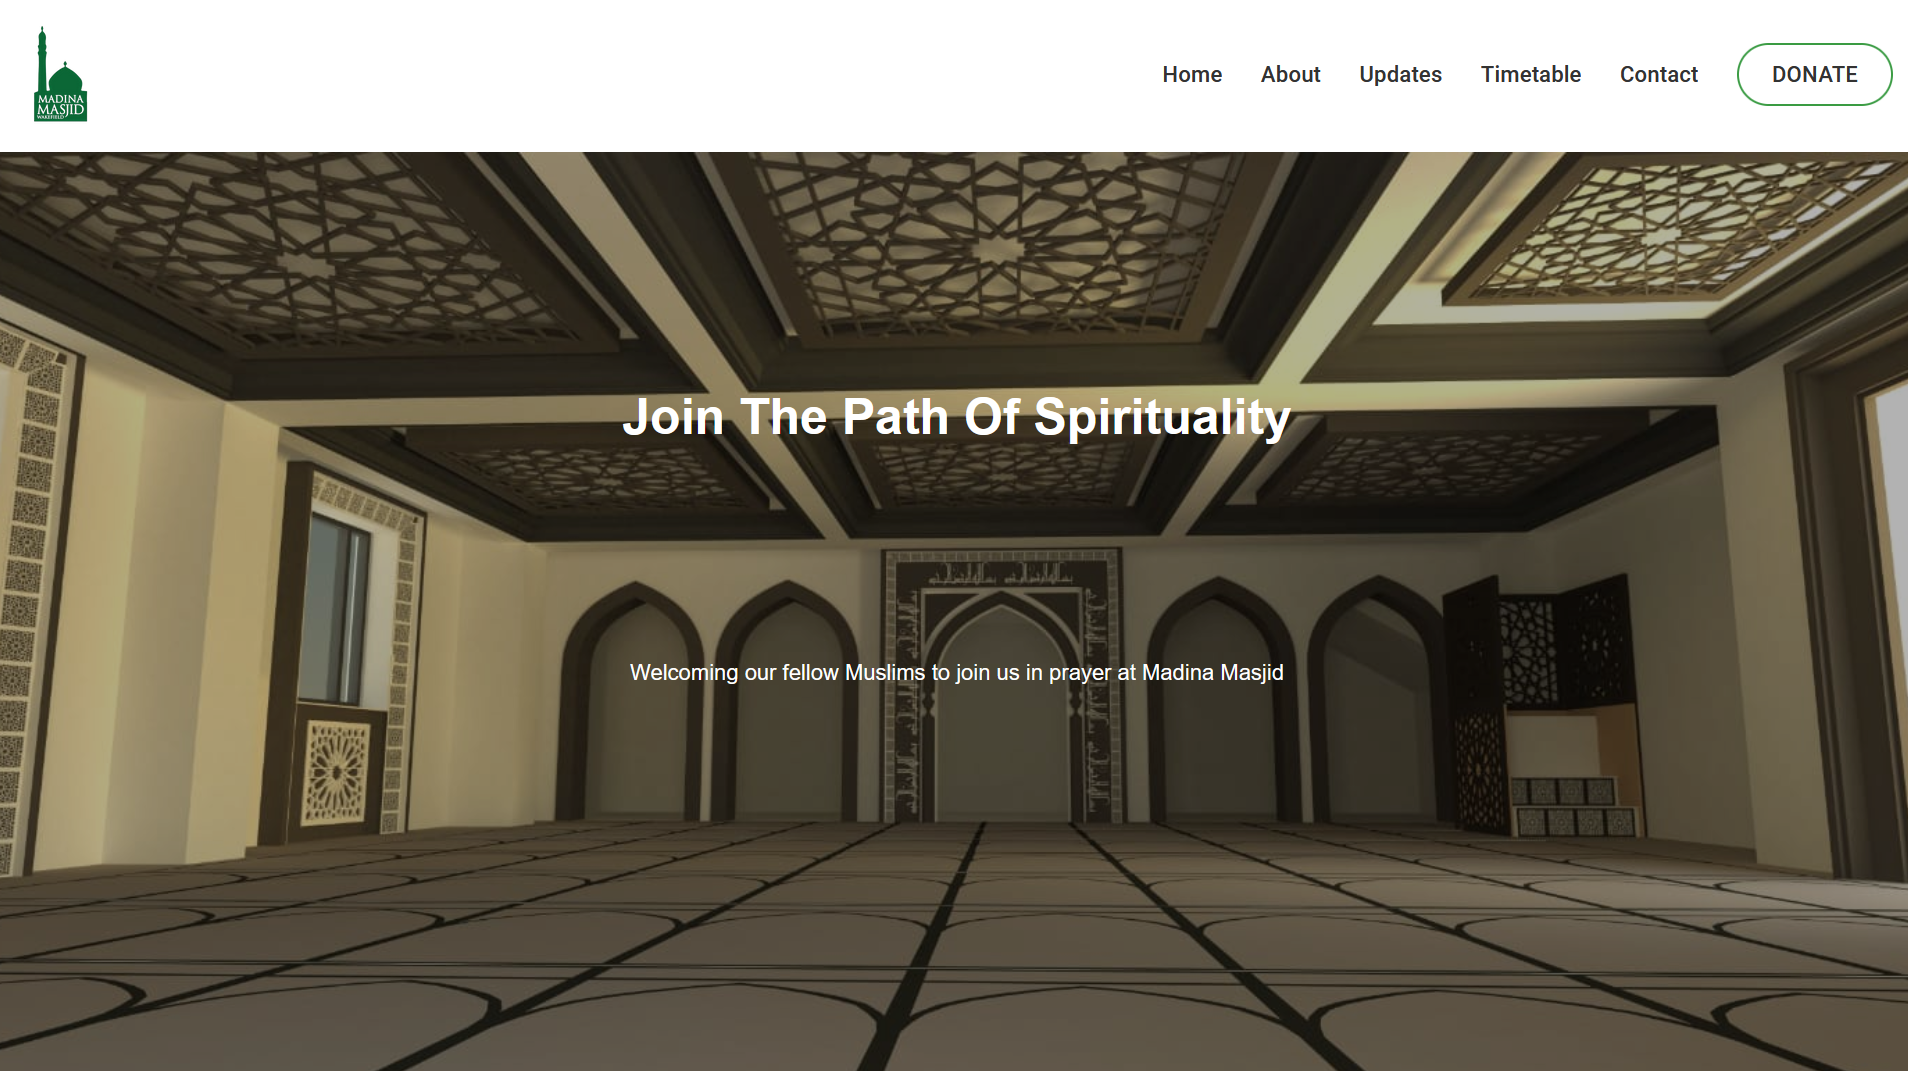 MADINA
MASJID
WAKEFIELD
Home
About
Updates
Timetable
Contact
DONATE
Join The Path Of Spirituality
Welcoming our fellow Muslims to join us in prayer at Madina Masjid